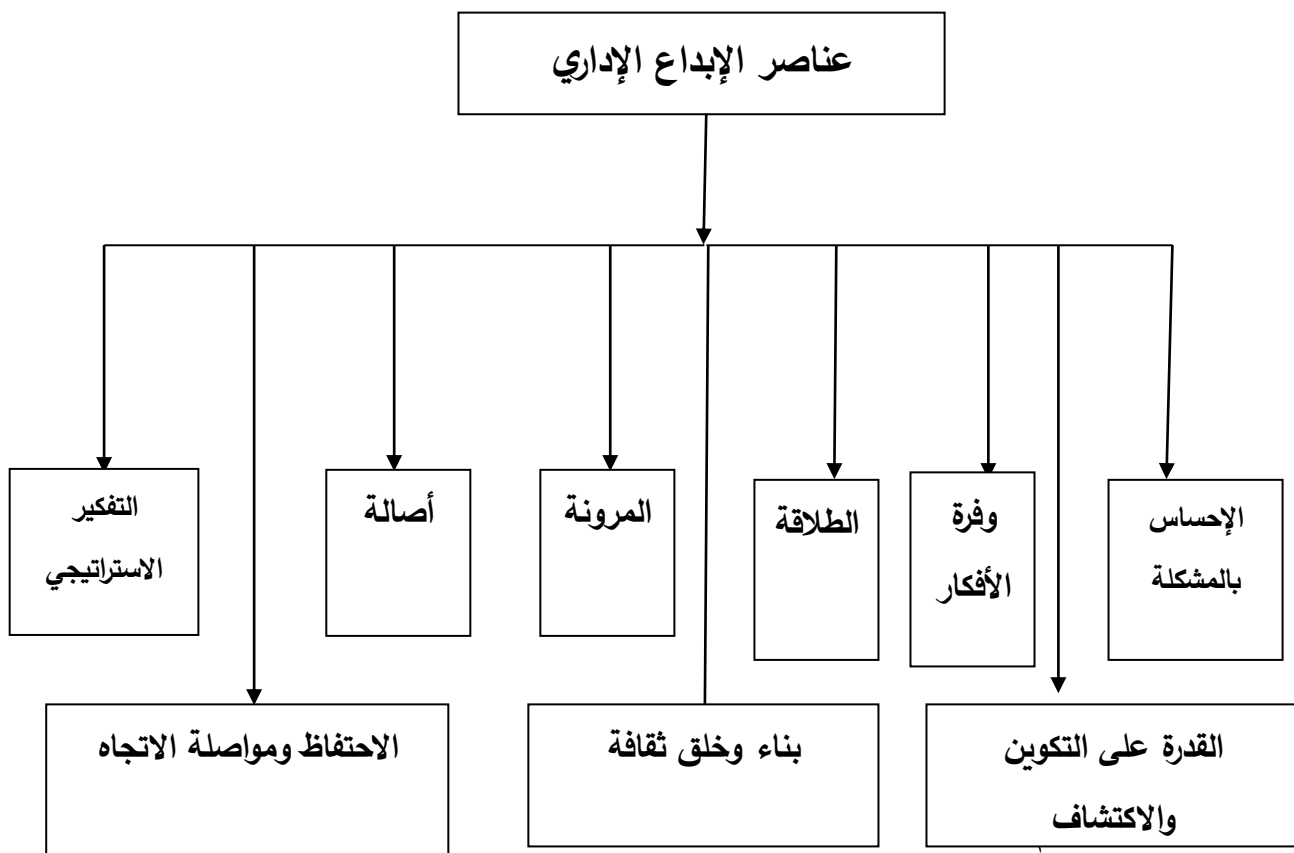 عناصر الإبداع الإداري
الإحساس
بالمشكلة
وفرة
الأفكار
الطلاقة
المرونة
أصالة
التفكير
الاستراتيجي
القدرة على التكوين
والاكتشاف
بناء وخلق ثقافة
الاحتفاظ ومواصلة الاتجاه